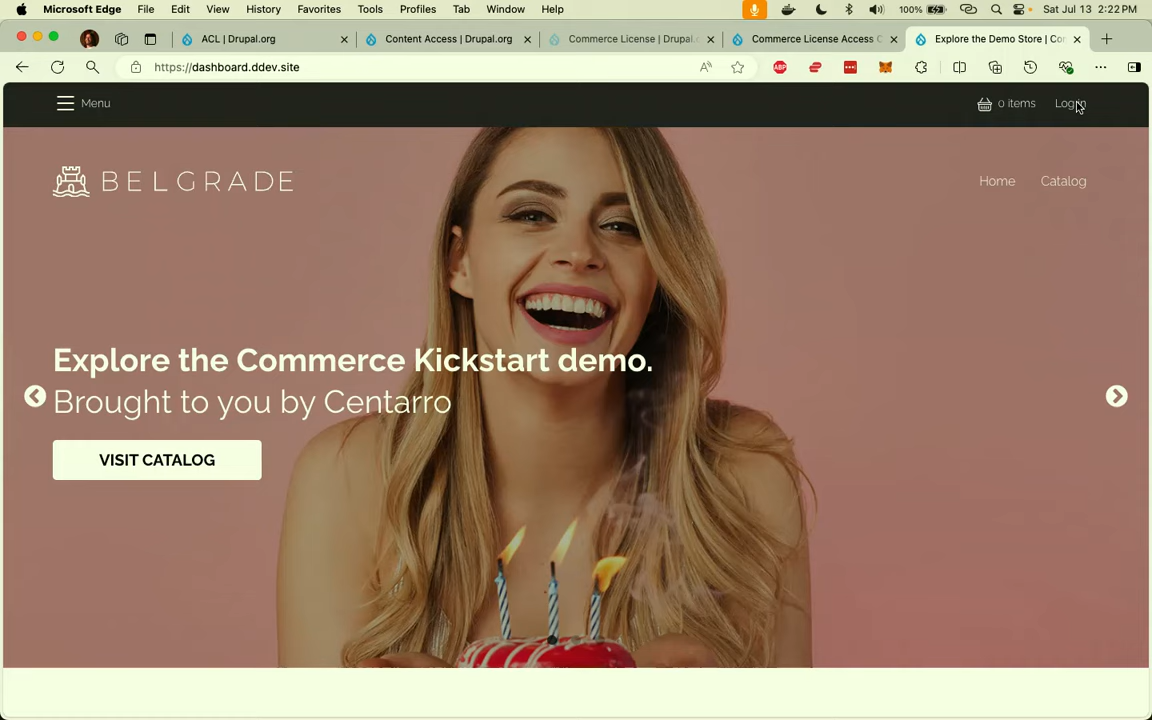 Microsoft Edge File Edit View History Favorites Tools Profiles Tab Window Help 100% Sat Jul 13 2:22 PM
ACL | Drupal.org Content Access | Drupal.org Commerce License | Drupal. Commerce License Access C Explore the Demo Store | Co
https://dashboard.ddev.site
Menu 0 items Log in
BELGRADE Home Catalog
Explore the Commerce Kickstart demo.
Brought to you by Centarro
VISIT CATALOG